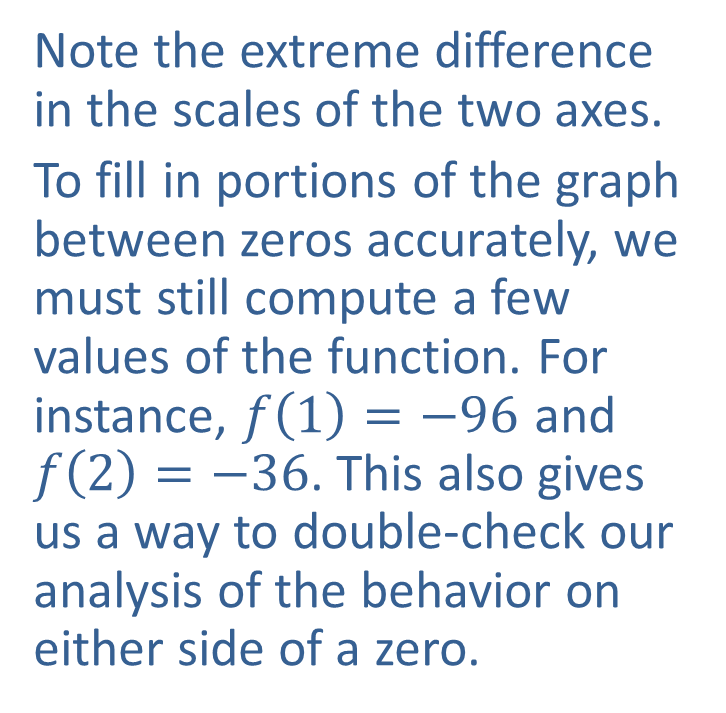 Note the extreme difference
in the scales of the two axes.
To fill in portions of the graph
between zeros accurately, we
must still compute a few
values of the function. For
instance, 𝑓(1) = −96 and
𝑓(2) = −36. This also gives
us a way to double-check our
analysis of the behavior on
either side of a zero.